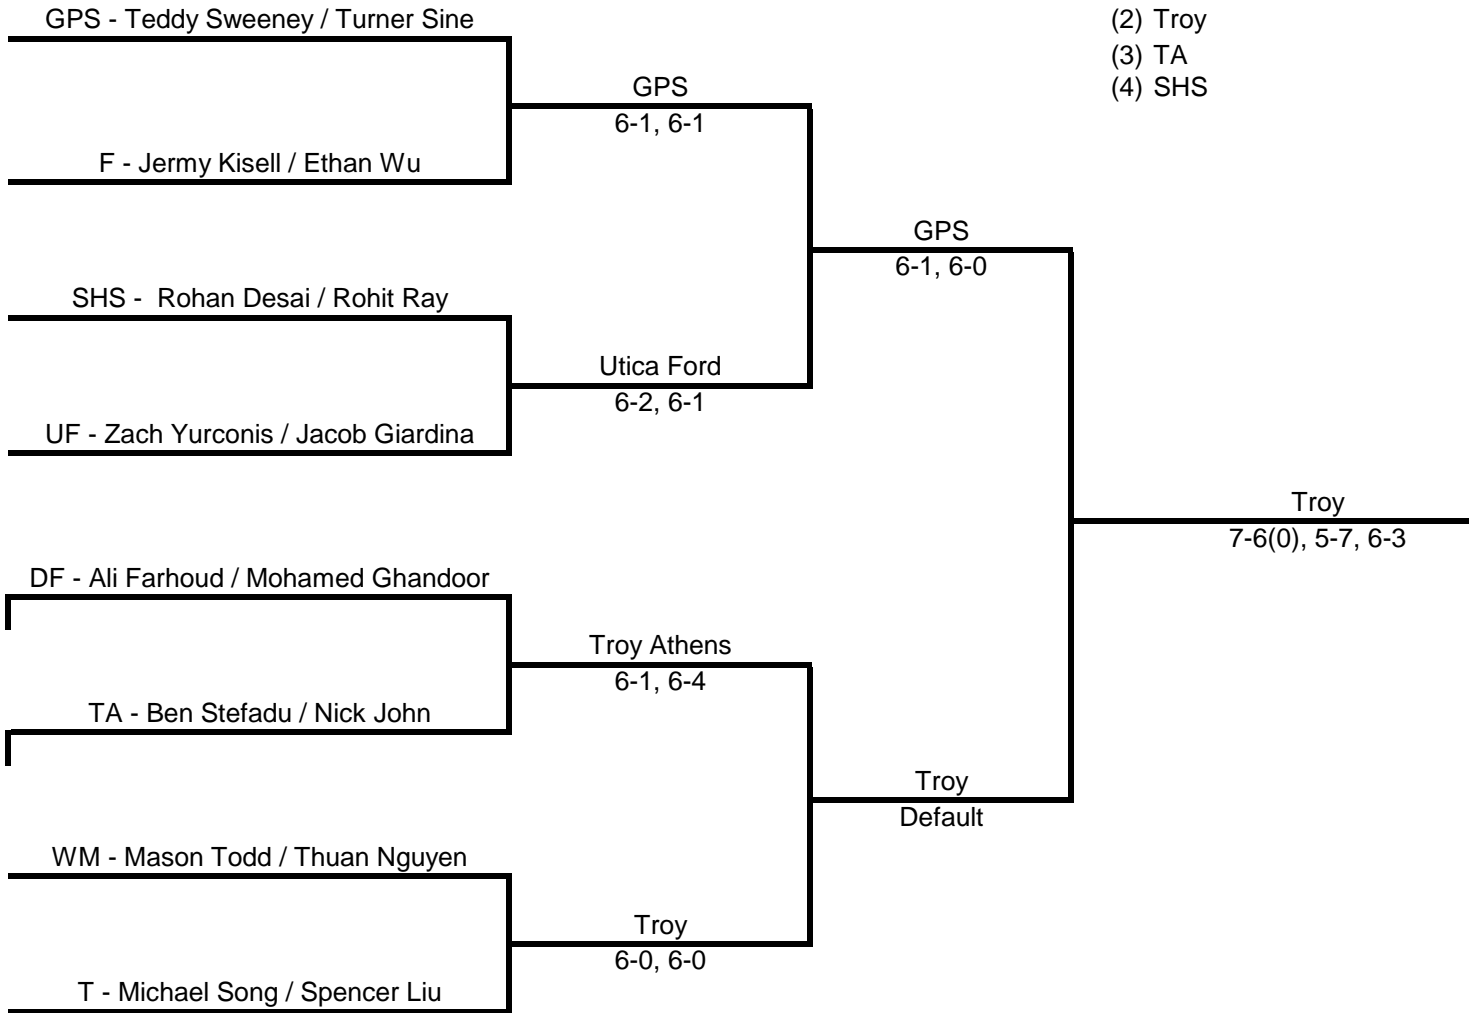 GPS - Teddy Sweeney / Turner Sine
(2) Troy
(3) TA
(4) SHS
GPS
6-1, 6-1
F - Jermy Kisell / Ethan Wu
GPS
6-1, 6-0
SHS -  Rohan Desai / Rohit Ray
Utica Ford
6-2, 6-1
UF - Zach Yurconis / Jacob Giardina
Troy
7-6(0), 5-7, 6-3
DF - Ali Farhoud / Mohamed Ghandoor
Troy Athens
6-1, 6-4
TA - Ben Stefadu / Nick John
Troy
Default
WM - Mason Todd / Thuan Nguyen
Troy
6-0, 6-0
T - Michael Song / Spencer Liu